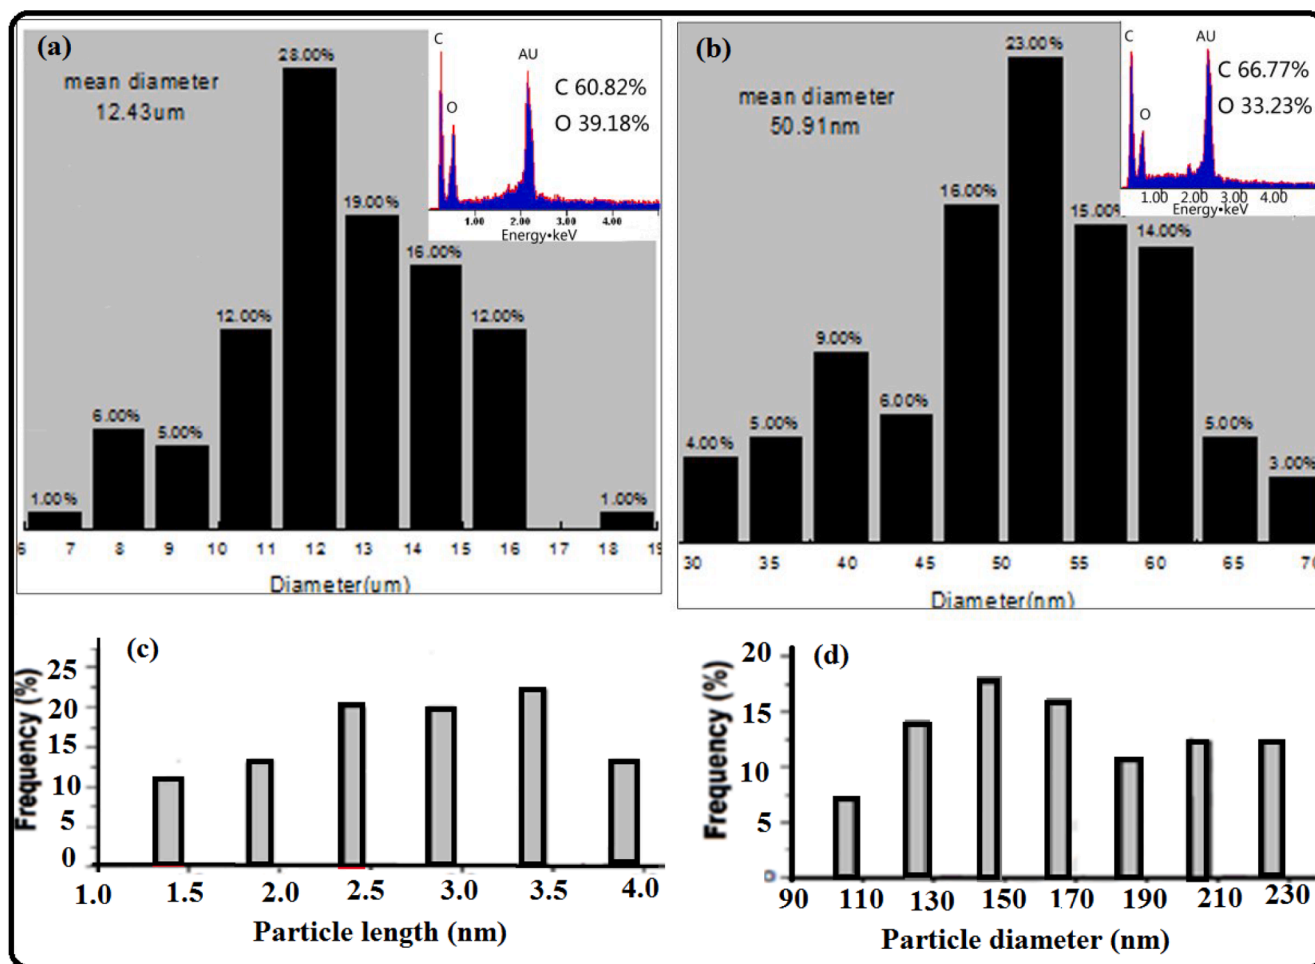 (a)
mean diameter
12.43um
28.00%
19.00%
16.00%
12.00%
12.00%
6.00%
5.00%
1.00%
1.00%
C
O
AU
C 60.82%
O 39.18%
1.00 2.00 3.00 4.00
Energy•keV
6 7 8 9 10 11 12 13 14 15 16 17 18 19
Diameter(um)
(b)
mean diameter
50.91nm
23.00%
16.00%
15.00%
14.00%
9.00%
6.00%
5.00%
4.00%
5.00%
3.00%
C
O
AU
C 66.77%
O 33.23%
1.00 2.00 3.00 4.00
Energy•keV
30 35 40 45 50 55 60 65 70
Diameter(nm)
(c)
Frequency (%)
25
20
15
10
5
0
1.0 1.5 2.0 2.5 3.0 3.5 4.0
Particle length (nm)
(d)
Frequency (%)
20
15
10
5
0
90 110 130 150 170 190 210 230
Particle diameter (nm)